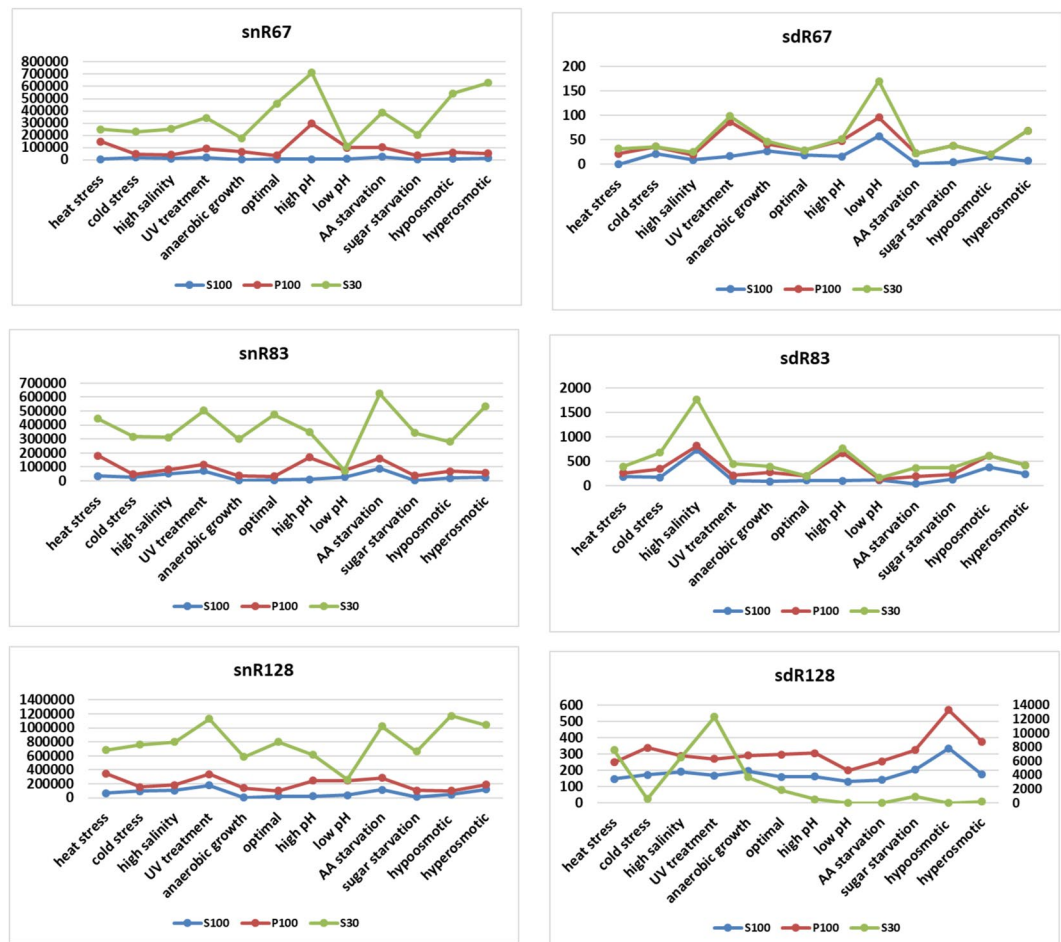 snR67
800000
700000
600000
500000
400000
300000
200000
100000
0
heat stress
cold stress
high salinity
UV treatment
anaerobic growth
optimal
high pH
low pH
AA starvation
sugar starvation
hypoosmotic
hyperosmotic
S100 P100 S30
sdR67
200
150
100
50
0
heat stress
cold stress
high salinity
UV treatment
anaerobic growth
optimal
high pH
low pH
AA starvation
sugar starvation
hypoosmotic
hyperosmotic
S100 P100 S30
snR83
700000
600000
500000
400000
300000
200000
100000
0
heat stress
cold stress
high salinity
UV treatment
anaerobic growth
optimal
high pH
low pH
AA starvation
sugar starvation
hypoosmotic
hyperosmotic
S100 P100 S30
sdR83
2000
1500
1000
500
0
heat stress
cold stress
high salinity
UV treatment
anaerobic growth
optimal
high pH
low pH
AA starvation
sugar starvation
hypoosmotic
hyperosmotic
S100 P100 S30
snR128
1400000
1200000
1000000
800000
600000
400000
200000
0
heat stress
cold stress
high salinity
UV treatment
anaerobic growth
optimal
high pH
low pH
AA starvation
sugar starvation
hypoosmotic
hyperosmotic
S100 P100 S30
sdR128
600
500
400
300
200
100
0
14000
12000
10000
8000
6000
4000
2000
0
heat stress
cold stress
high salinity
UV treatment
anaerobic growth
optimal
high pH
low pH
AA starvation
sugar starvation
hypoosmotic
hyperosmotic
S100 P100 S30